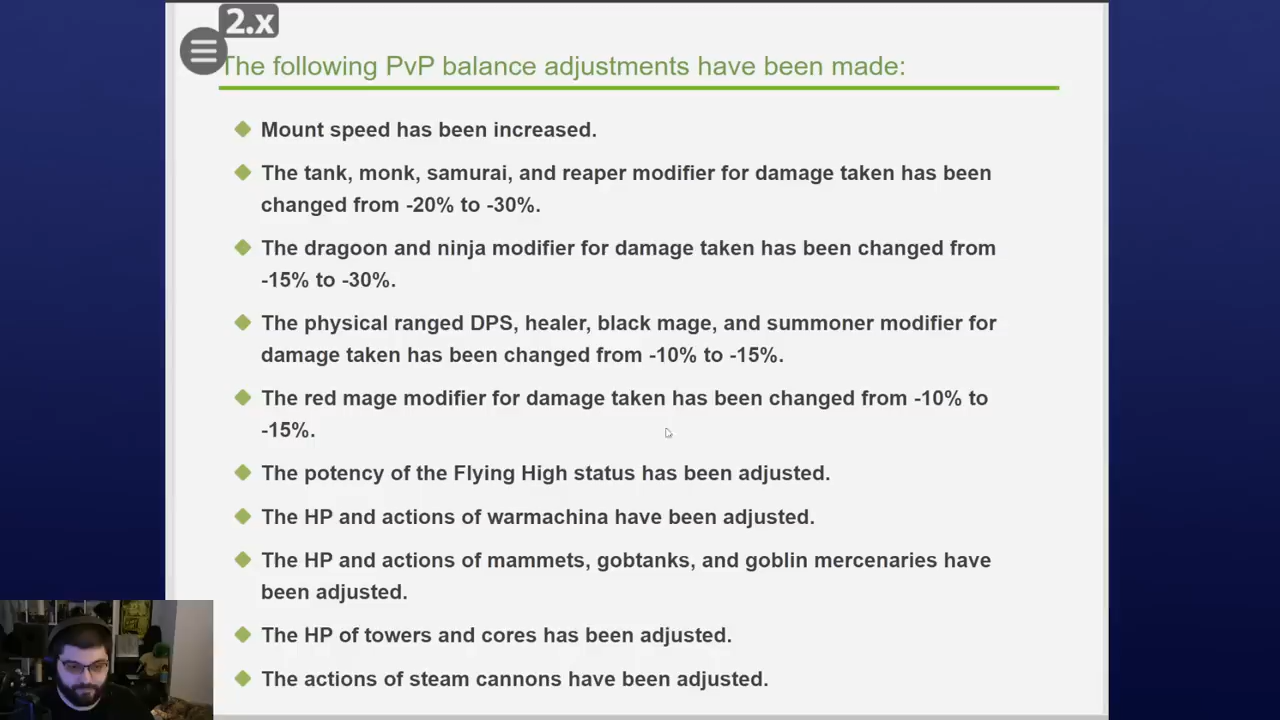 2.x
The following PvP balance adjustments have been made:
Mount speed has been increased.
The tank, monk, samurai, and reaper modifier for damage taken has been
changed from -20% to -30%.
The dragoon and ninja modifier for damage taken has been changed from
-15% to -30%.
The physical ranged DPS, healer, black mage, and summoner modifier for
damage taken has been changed from -10% to -15%.
The red mage modifier for damage taken has been changed from -10% to
-15%.
The potency of the Flying High status has been adjusted.
The HP and actions of warmachina have been adjusted.
The HP and actions of mammets, gobtanks, and goblin mercenaries have
been adjusted.
The HP of towers and cores has been adjusted.
The actions of steam cannons have been adjusted.